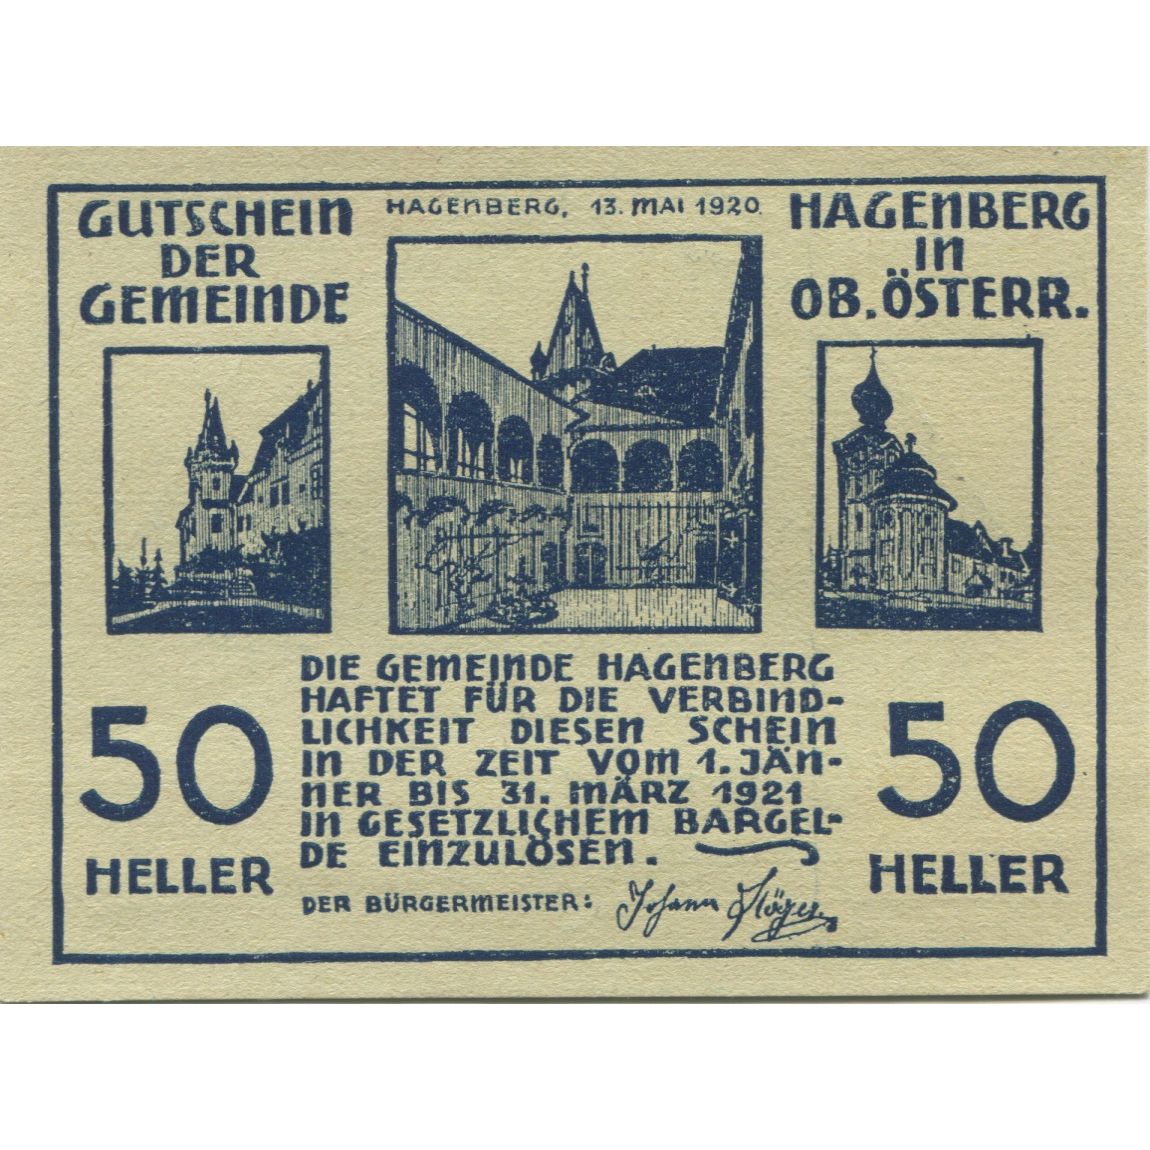 GUTSCHEIN
DER
GEMEINDE
HAGENBERG, 13. MAI 1920.
HAGENBERG
IN
OB. ÖSTERR.
DIE GEMEINDE HAGENBERG
HAFTET FÜR DIE VERBIND-
LICHKEIT DIESEN SCHEIN
IN DER ZEIT VOM 1. JÄN-
NER BIS 31. MÄRZ 1921
IN GESETZLICHEM BARGEL-
DE EINZULÖSEN.
50
HELLER
50
HELLER
DER BÜRGERMEISTER: Johann